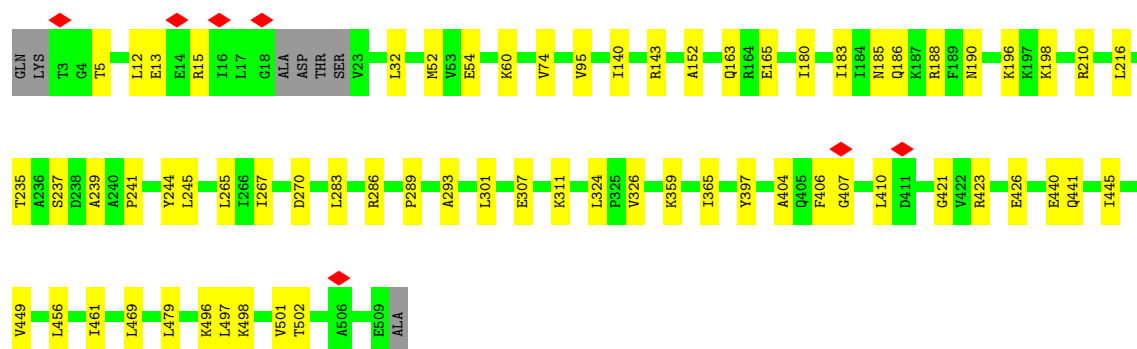 GLN LYS T3 G4 T5 L12 E13 E14 R15 I16 L17 G18 ALA ASP THR SER V23 L32 M52 V53 E54 K60 V74 V95 I140 R143 A152 Q163 R164 E165 I180 I183 I184 N185 Q186 K187 R188 F189 N190 K196 K197 K198 R210 L216
T235 A236 S237 D238 A239 A240 P241 Y244 L245 L265 I266 I267 D270 L283 R286 P289 A293 L301 E307 K311 L324 P325 V326 K359 I365 Y397 A404 Q405 F406 G407 L410 D411 G421 V422 R423 E426 E440 Q441 I445
V449 L456 I461 L469 L479 K496 L497 K498 V501 T502 A506 E509 ALA